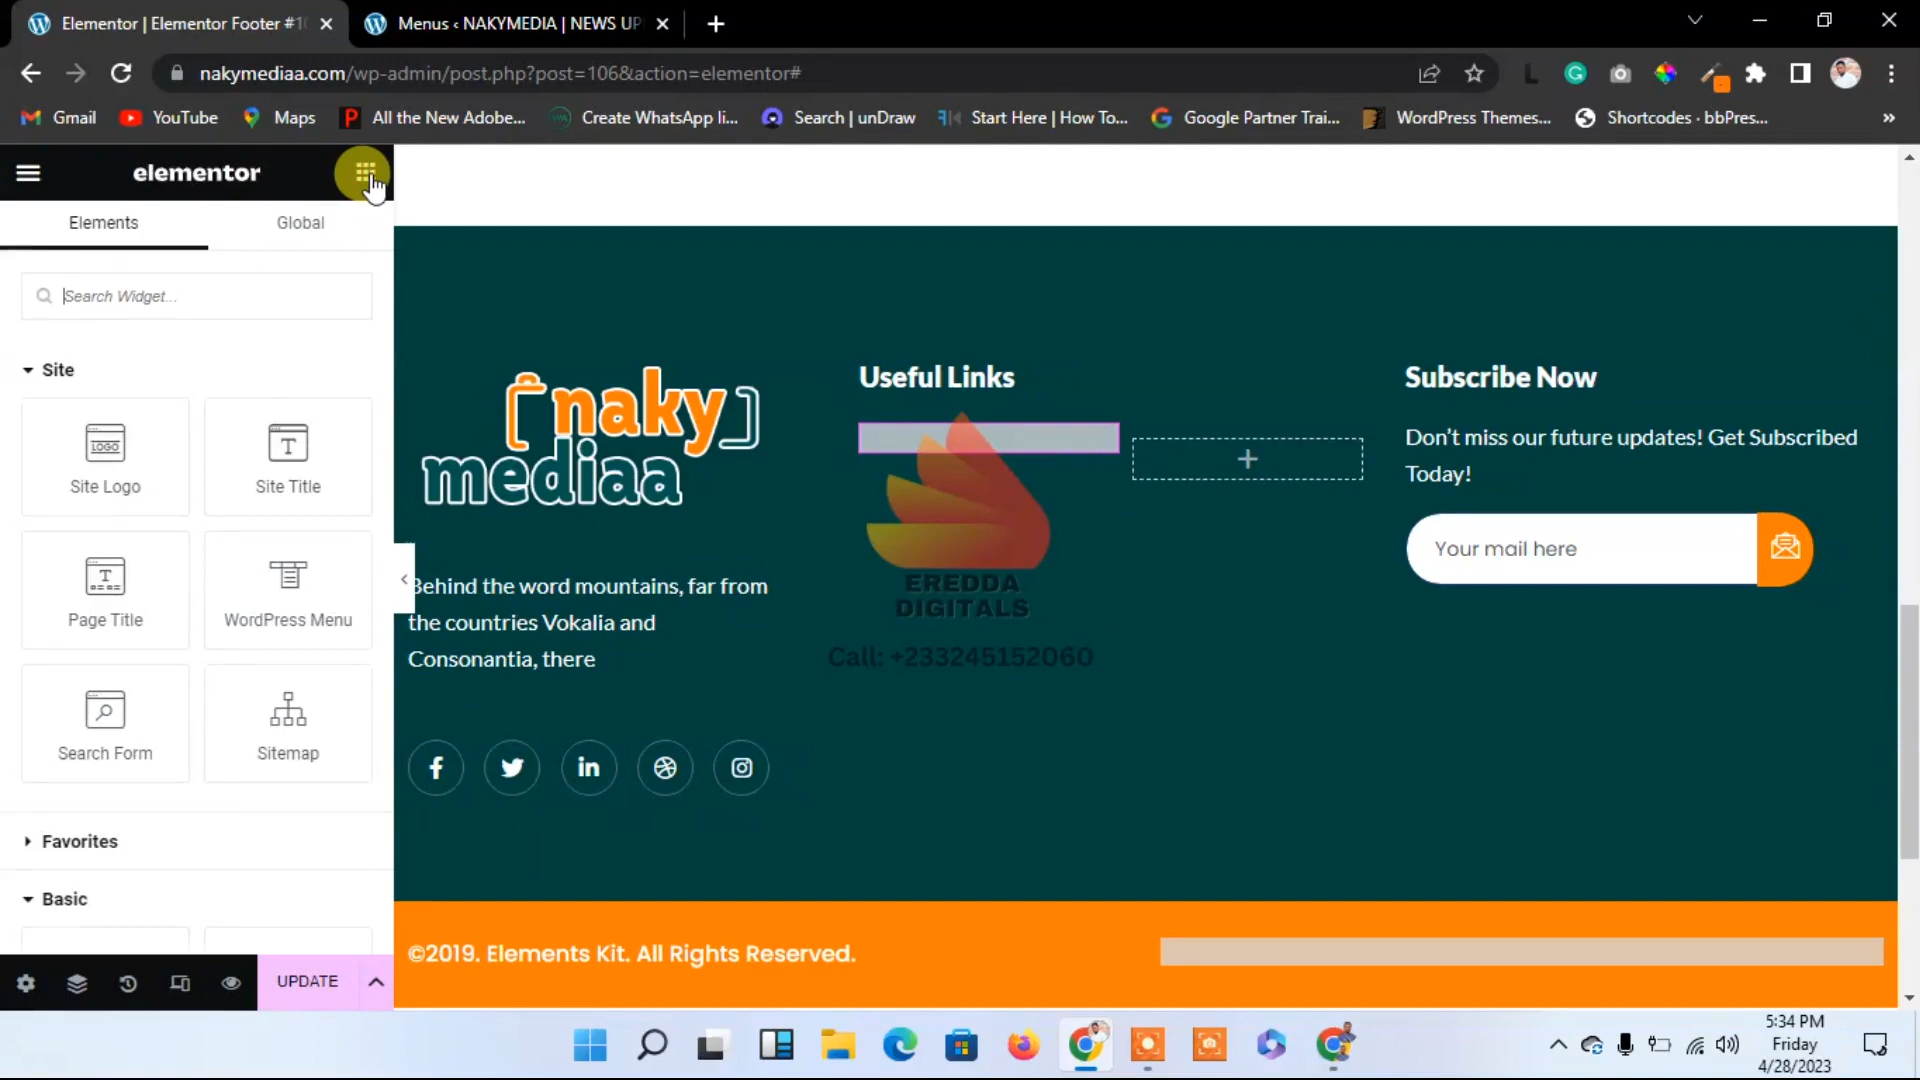 Elementor | Elementor Footer #10
Menus ‹ NAKYMEDIA | NEWS UP
nakymediaa.com/wp-admin/post.php?post=106&action=elementor#
Gmail
YouTube
Maps
All the New Adobe...
Create WhatsApp li...
Search | unDraw
Start Here | How To...
Google Partner Trai...
WordPress Themes...
Shortcodes · bbPres...
»
elementor
Elements
Global
Search Widget...
Site
LOGO
Site Logo
Site Title
Page Title
WordPress Menu
Search Form
Sitemap
Favorites
Basic
UPDATE
naky
mediaa
Behind the word mountains, far from
the countries Vokalia and
Consonantia, there
Useful Links
EREDDA
DIGITALS
Call: +233245152060
Subscribe Now
Don't miss our future updates! Get Subscribed
Today!
Your mail here
©2019. Elements Kit. All Rights Reserved.
5:34 PM
Friday
4/28/2023